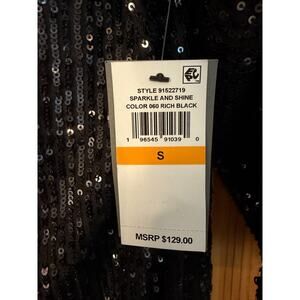 STYLE 91522719
SPARKLE AND SHINE
COLOR 060 RICH BLACK
1 96545 91039 0
S
MSRP $129.00